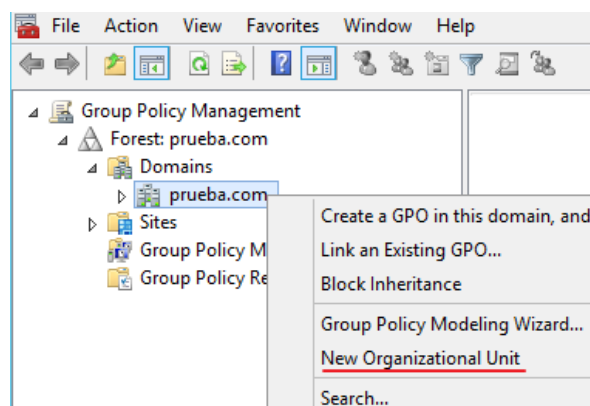 File Action View Favorites Window Help
Group Policy Management
Forest: prueba.com
Domains
prueba.com
Sites
Group Policy M
Group Policy Re
Create a GPO in this domain, and
Link an Existing GPO...
Block Inheritance
Group Policy Modeling Wizard...
New Organizational Unit
Search...